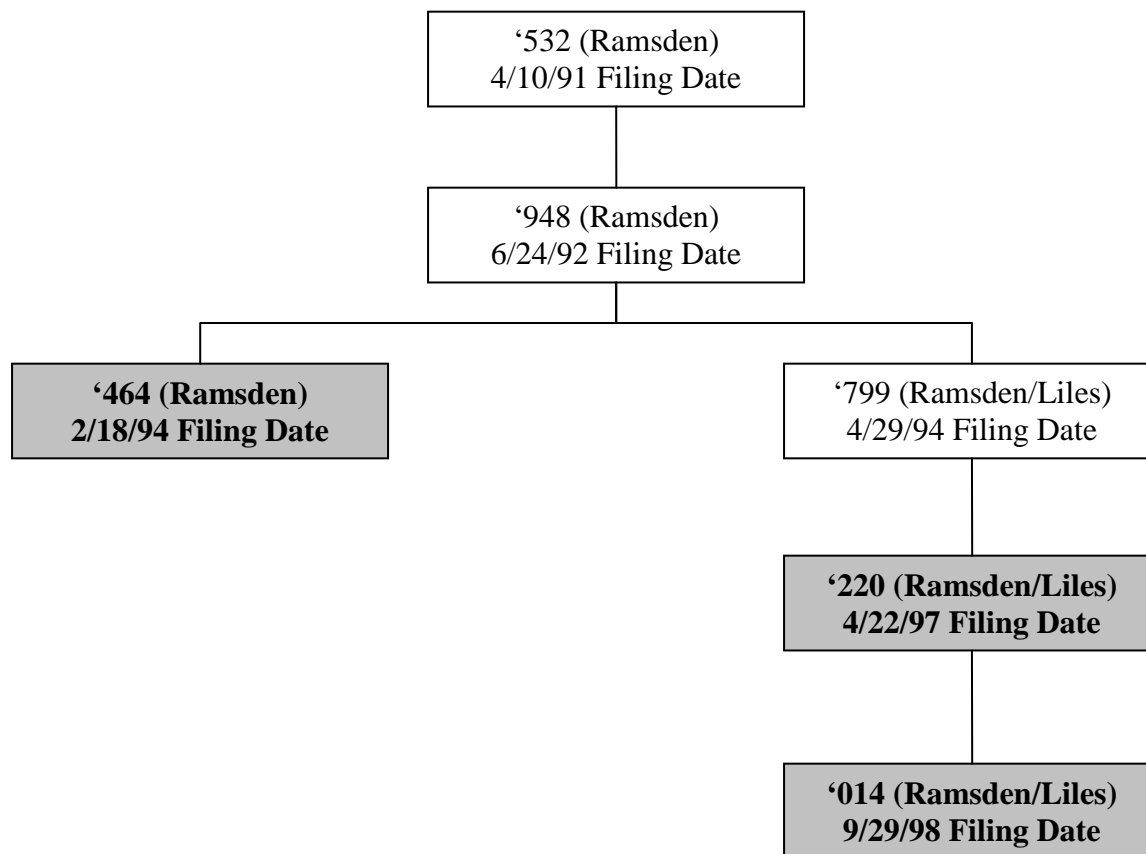 ‘532 (Ramsden)
4/10/91 Filing Date
‘948 (Ramsden)
6/24/92 Filing Date
‘464 (Ramsden)
2/18/94 Filing Date
‘799 (Ramsden/Liles)
4/29/94 Filing Date
‘220 (Ramsden/Liles)
4/22/97 Filing Date
‘014 (Ramsden/Liles)
9/29/98 Filing Date